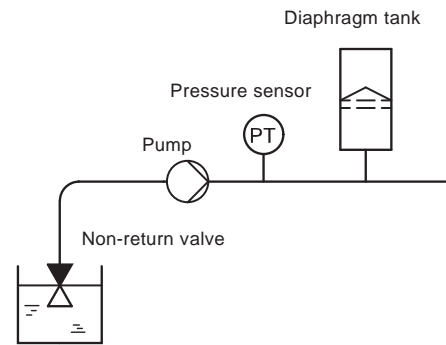 Diaphragm tank
Pressure sensor
PT
Pump
Non-return valve